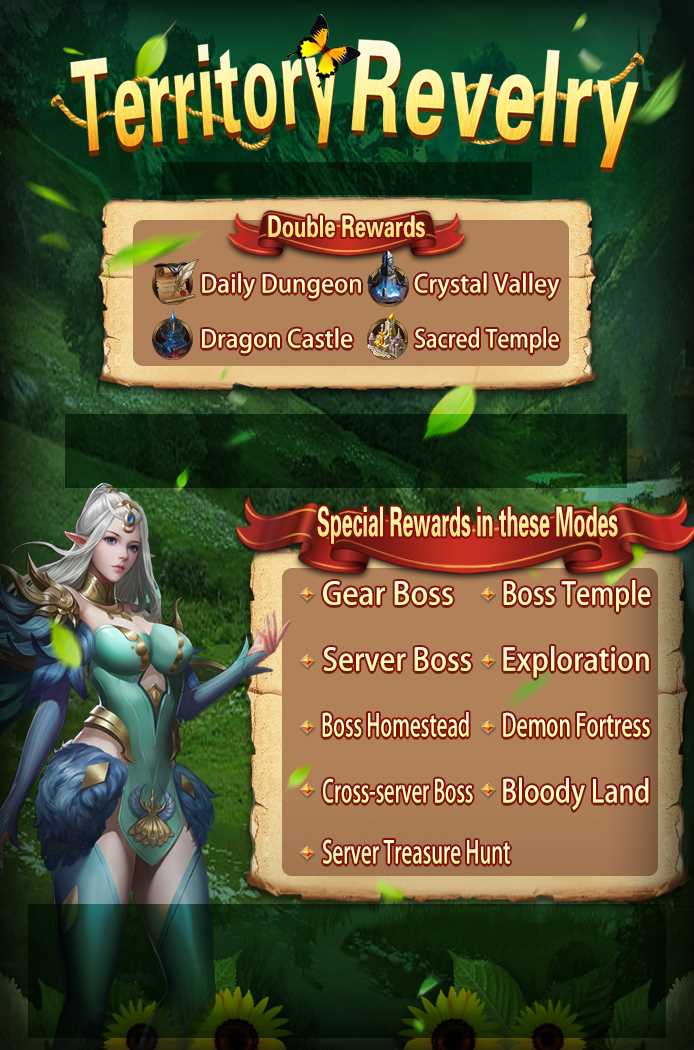 Territory Revelry
Double Rewards
Daily Dungeon Crystal Valley
Dragon Castle Sacred Temple
Special Rewards in these Modes
Gear Boss Boss Temple
Server Boss Exploration
Boss Homestead Demon Fortress
Cross-server Boss Bloody Land
Server Treasure Hunt